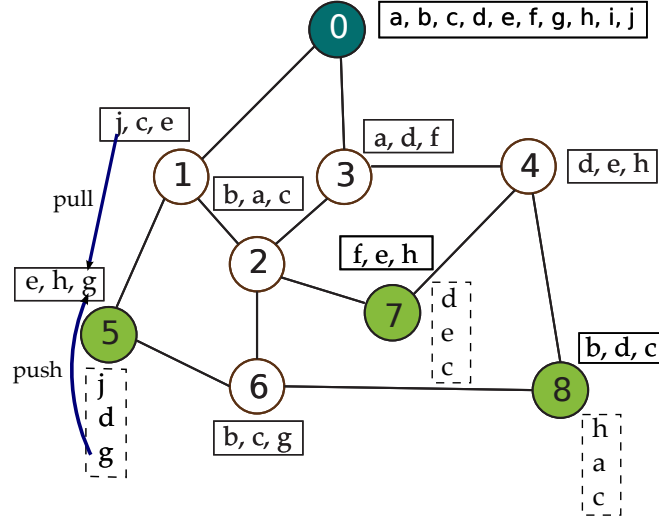 0
a, b, c, d, e, f, g, h, i, j
j, c, e
a, d, f
1
3
4
d, e, h
pull
b, a, c
2
f, e, h
e, h, g
7
d
e
c
5
push
j
d
g
6
b, c, g
b, d, c
8
h
a
c